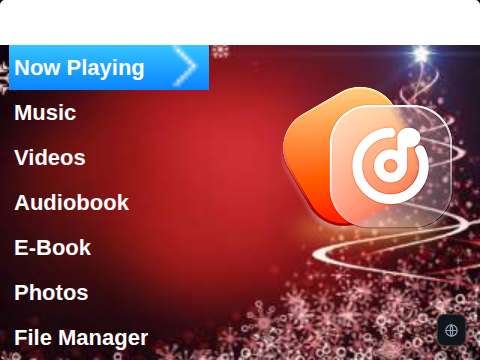 Now Playing
Music
Videos
Audiobook
E-Book
Photos
File Manager